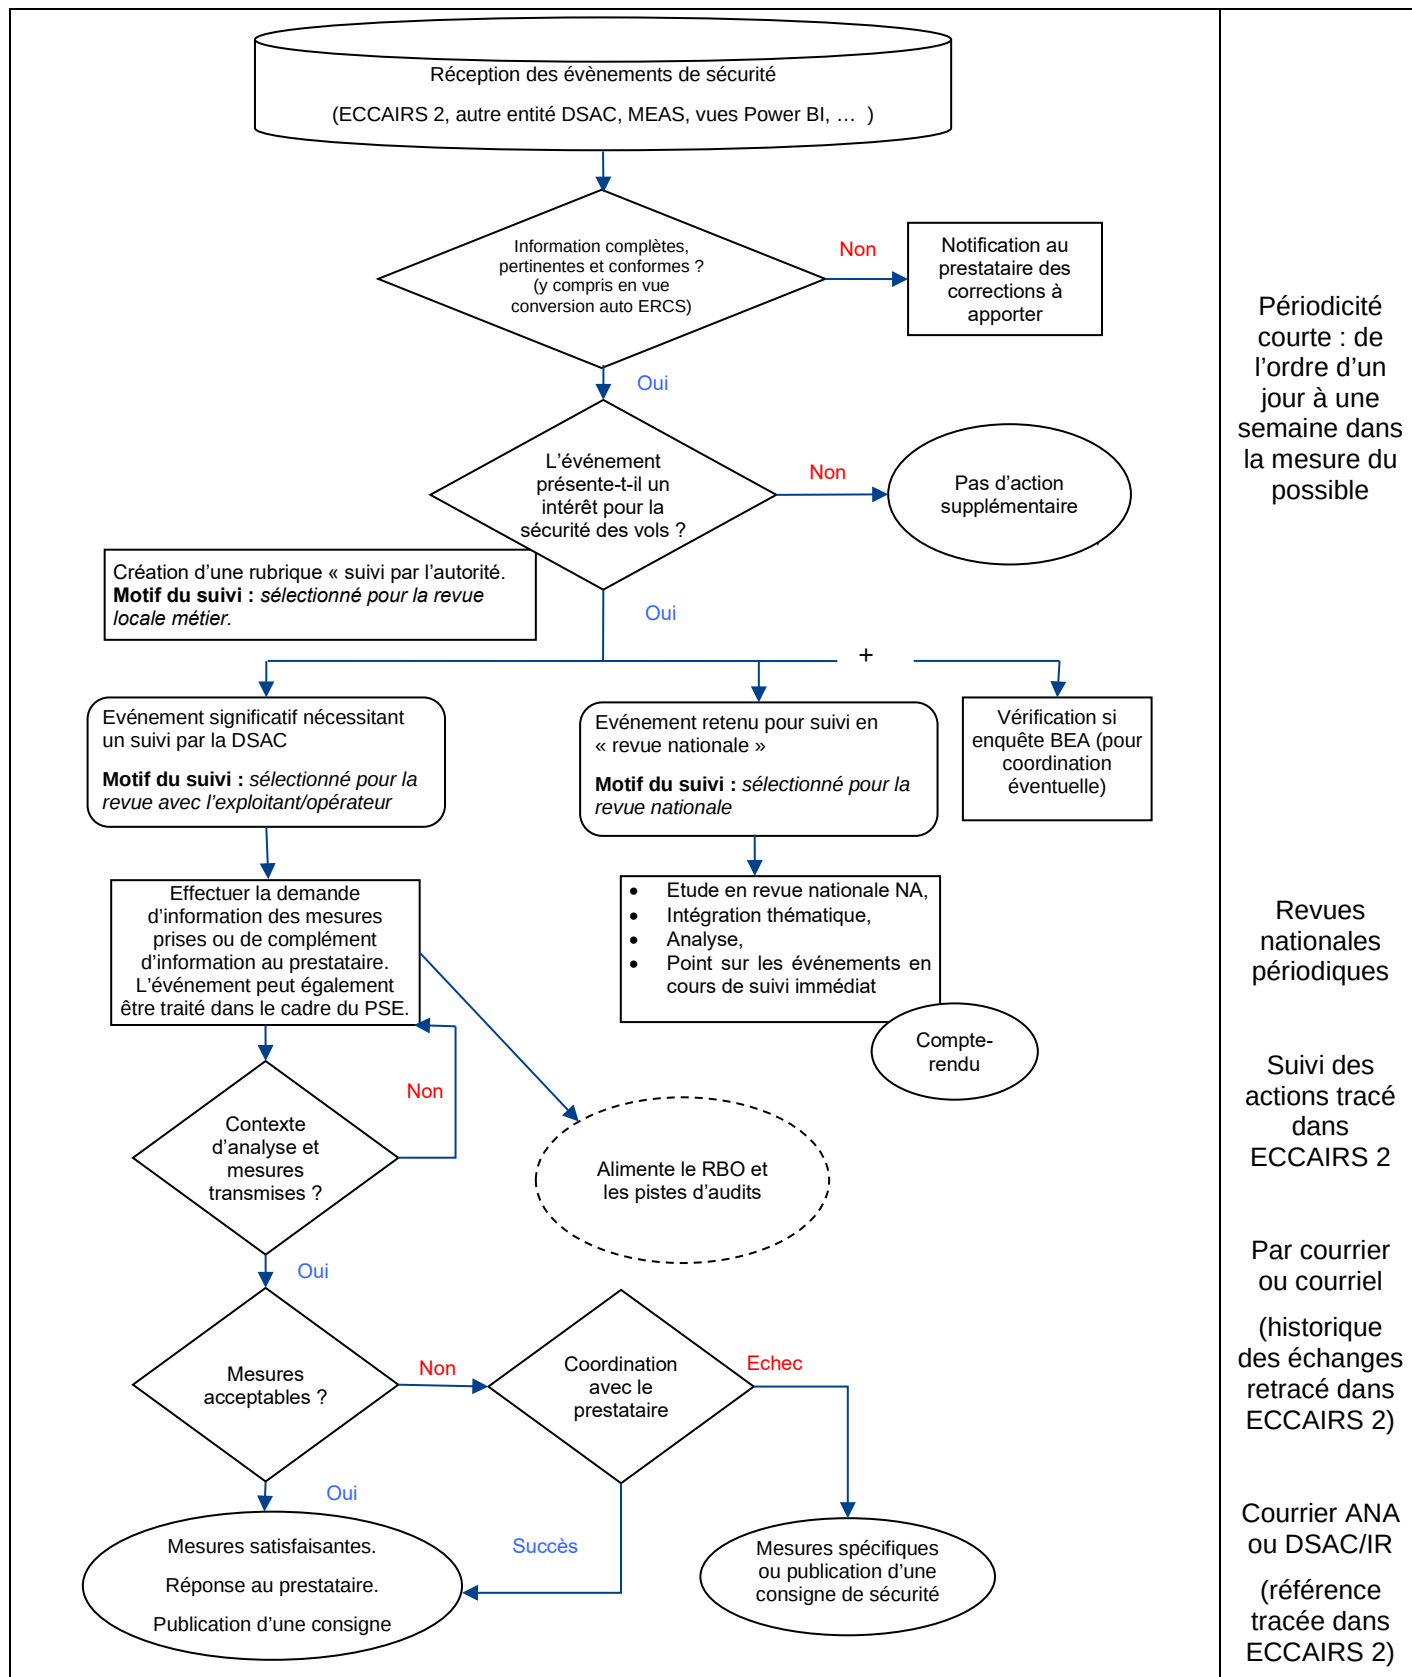 Réception des évènements de sécurité
(ECCAIRS 2, autre entité DSAC, MEAS, vues Power BI, … )
Information complètes,
pertinentes et conformes ?
(y compris en vue
conversion auto ERCS)
Non
Notification au
prestataire des
corrections à
apporter
Oui
L’événement
présente-t-il un
intérêt pour la
sécurité des vols ?
Non
Pas d’action
supplémentaire
Création d’une rubrique « suivi par l’autorité.
Motif du suivi : sélectionné pour la revue
locale métier.
Oui
+
Evénement significatif nécessitant
un suivi par la DSAC
Motif du suivi : sélectionné pour la
revue avec l’exploitant/opérateur
Evénement retenu pour suivi en
« revue nationale »
Motif du suivi : sélectionné pour la
revue nationale
Vérification si
enquête BEA (pour
coordination
éventuelle)
Effectuer la demande
d’information des mesures
prises ou de complément
d’information au prestataire.
L’événement peut également
être traité dans le cadre du PSE.
• Etude en revue nationale NA,
• Intégration thématique,
• Analyse,
• Point sur les événements en
cours de suivi immédiat
Compte-
rendu
Non
Contexte
d’analyse et
mesures
transmises ?
Alimente le RBO et
les pistes d’audits
Oui
Mesures
acceptables ?
Non
Coordination
avec le
prestataire
Echec
Oui
Succès
Mesures satisfaisantes.
Réponse au prestataire.
Publication d’une consigne
Mesures spécifiques
ou publication d’une
consigne de sécurité
Périodicité
courte : de
l’ordre d’un
jour à une
semaine dans
la mesure du
possible
Revues
nationales
périodiques
Suivi des
actions tracé
dans
ECCAIRS 2
Par courrier
ou courriel
(historique
des échanges
retracé dans
ECCAIRS 2)
Courrier ANA
ou DSAC/IR
(référence
tracée dans
ECCAIRS 2)